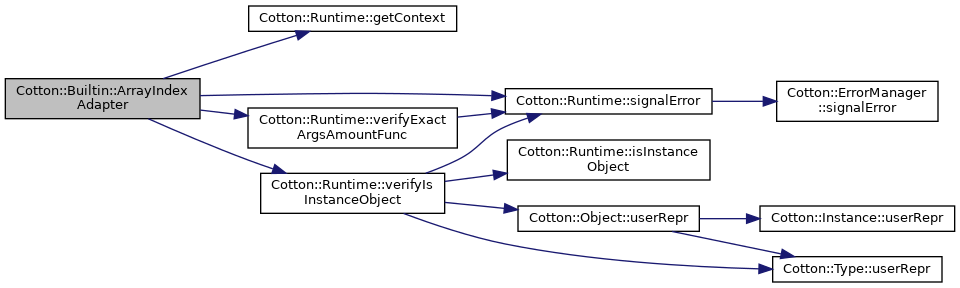 Cotton::Runtime::getContext
Cotton::Builtin::ArrayIndex
Adapter
Cotton::Runtime::signalError
Cotton::ErrorManager
::signalError
Cotton::Runtime::verifyExact
ArgsAmountFunc
Cotton::Runtime::isInstance
Object
Cotton::Runtime::verifyIs
InstanceObject
Cotton::Object::userRepr
Cotton::Instance::userRepr
Cotton::Type::userRepr